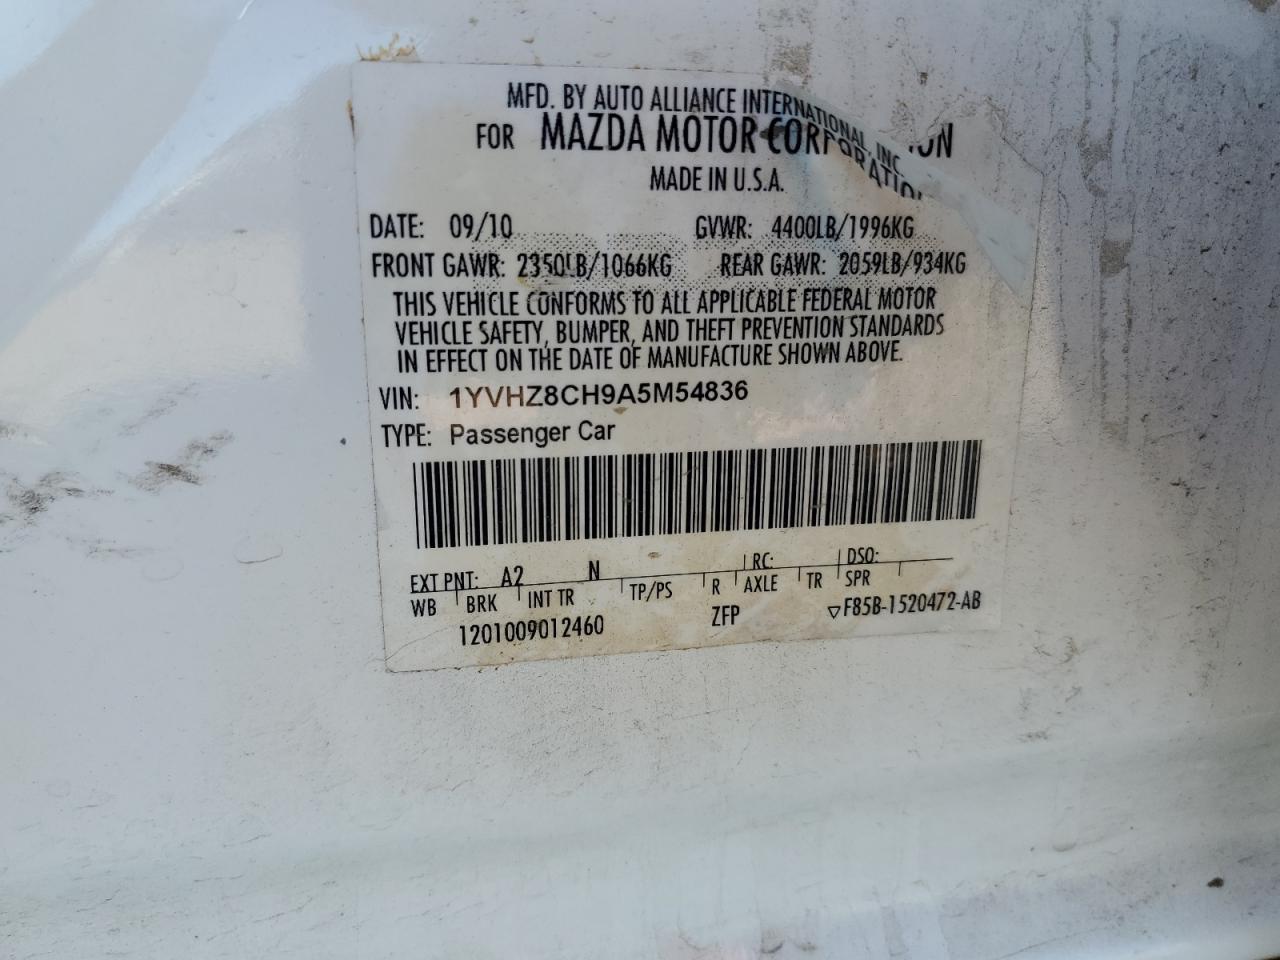 MFD. BY AUTO ALLIANCE INTERNATIONAL, INC
FOR MAZDA MOTOR CORPORATION
MADE IN U.S.A.
DATE: 09/10 GVWR: 4400LB/1996KG
FRONT GAWR: 2350LB/1066KG REAR GAWR: 2059LB/934KG
THIS VEHICLE CONFORMS TO ALL APPLICABLE FEDERAL MOTOR
VEHICLE SAFETY, BUMPER, AND THEFT PREVENTION STANDARDS
IN EFFECT ON THE DATE OF MANUFACTURE SHOWN ABOVE.
VIN: 1YVHZ8CH9A5M54836
TYPE: Passenger Car
EXT PNT: A2 N RC: DSO:
WB BRK INT TR TP/PS R AXLE TR SPR
1201009012460 ZFP ▽F85B-1520472-AB